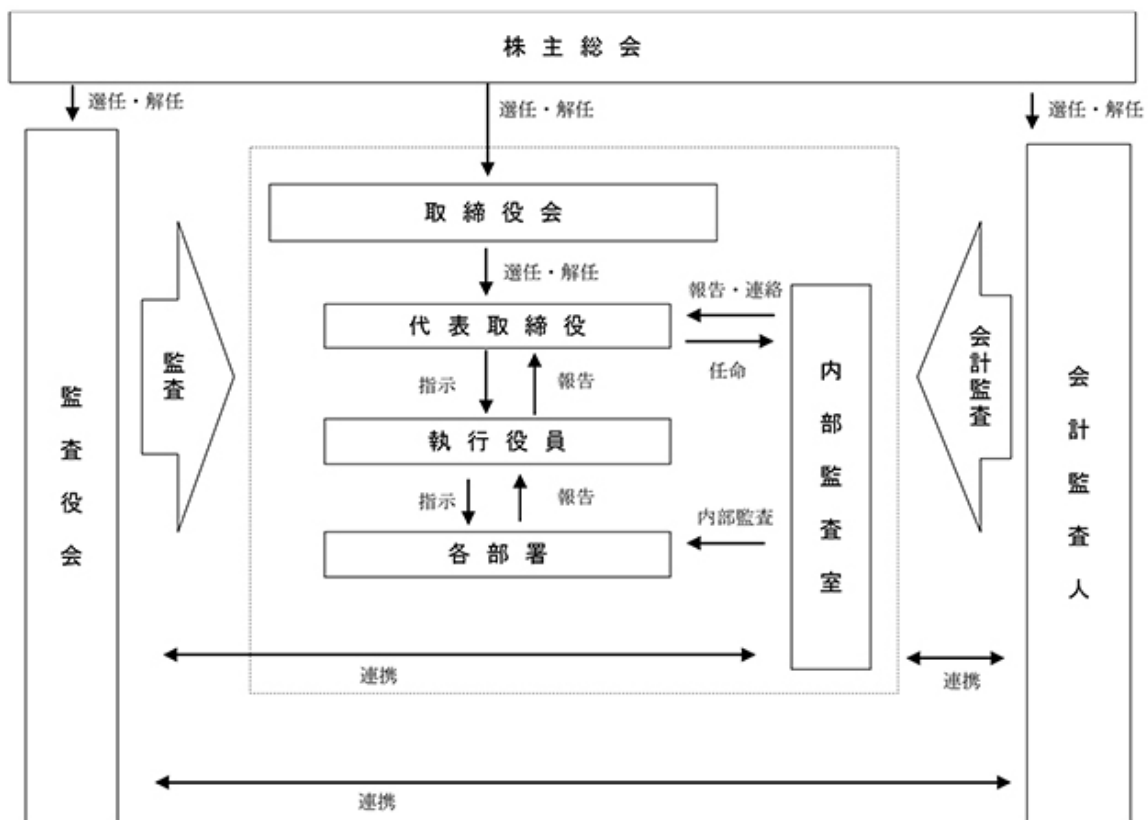 株主総会
選任・解任
選任・解任
選任・解任
取締役会
選任・解任
代表取締役
報告・連絡
任命
指示
報告
執行役員
指示
報告
内部監査
各部署
監査
監査役会
内部監査室
会計監査
会計監査人
連携
連携
連携